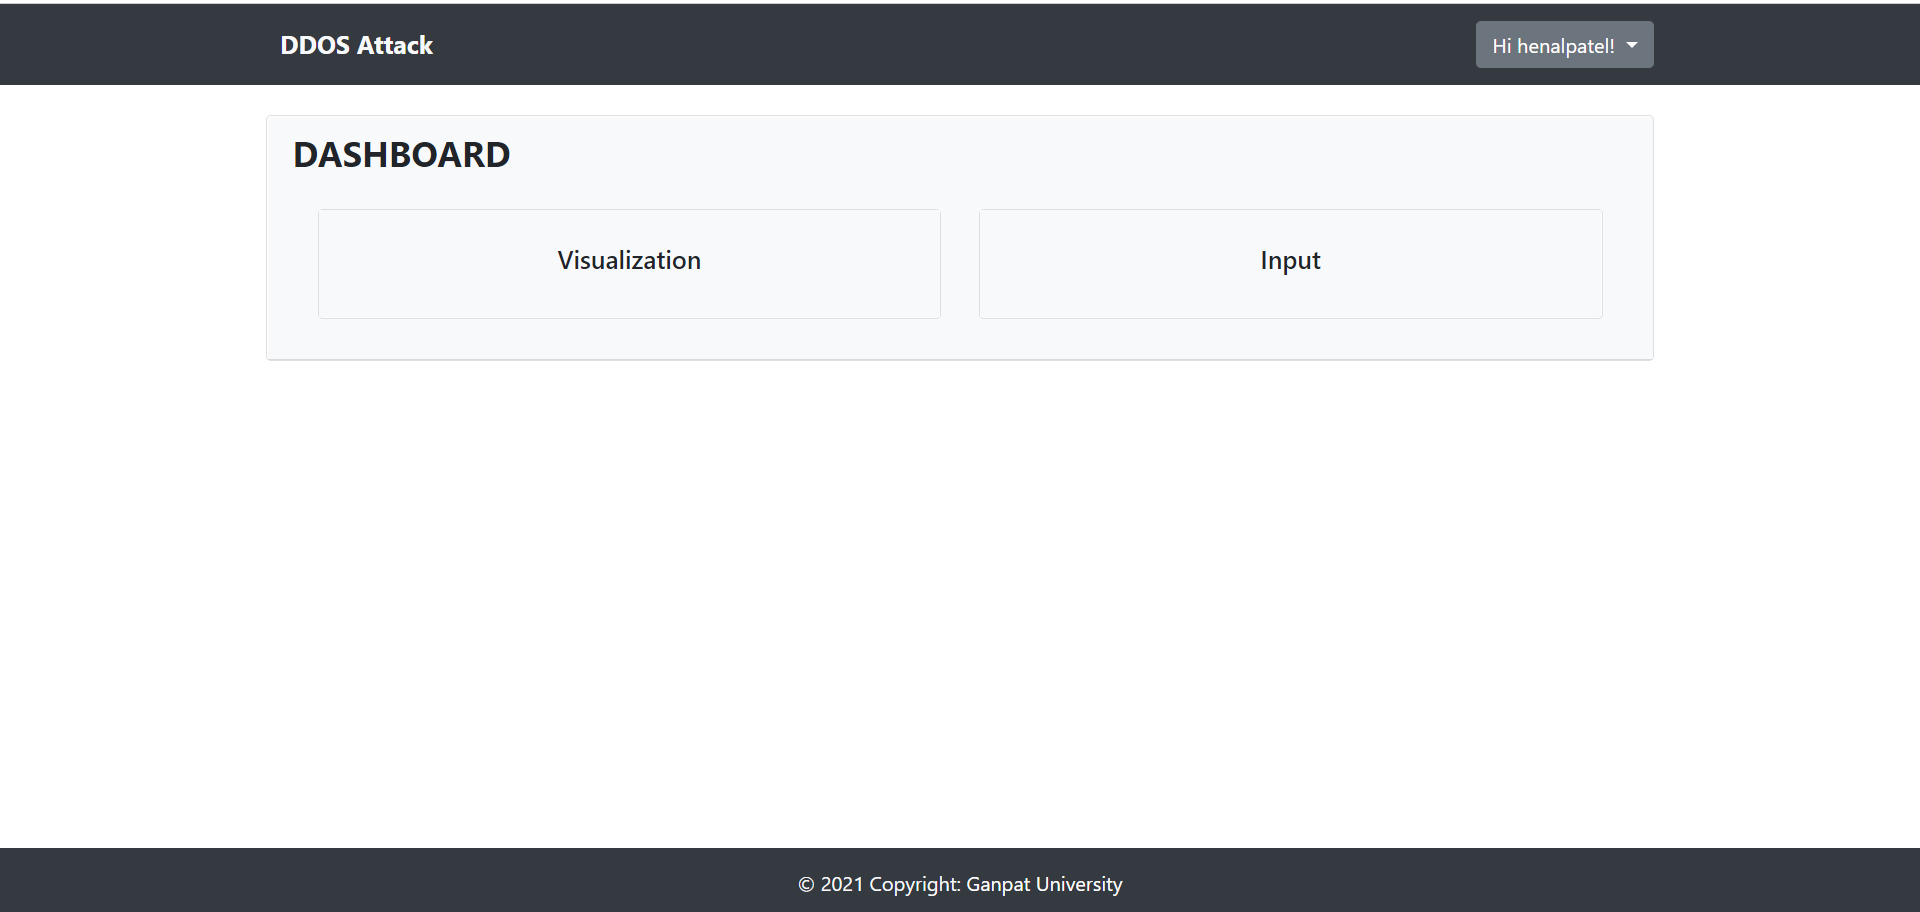 DDOS Attack
Hi henalpatel!
DASHBOARD
Visualization
Input
© 2021 Copyright: Ganpat University